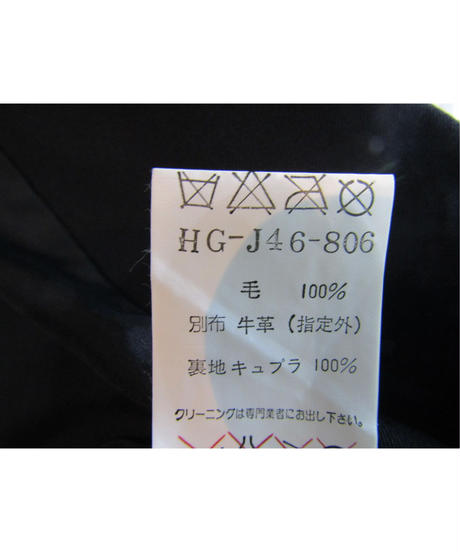 HG-J46-806
毛 100%
別布 牛革 (指定外)
裏地 キュプラ 100%
クリーニングは専門業者にお出し下さい。